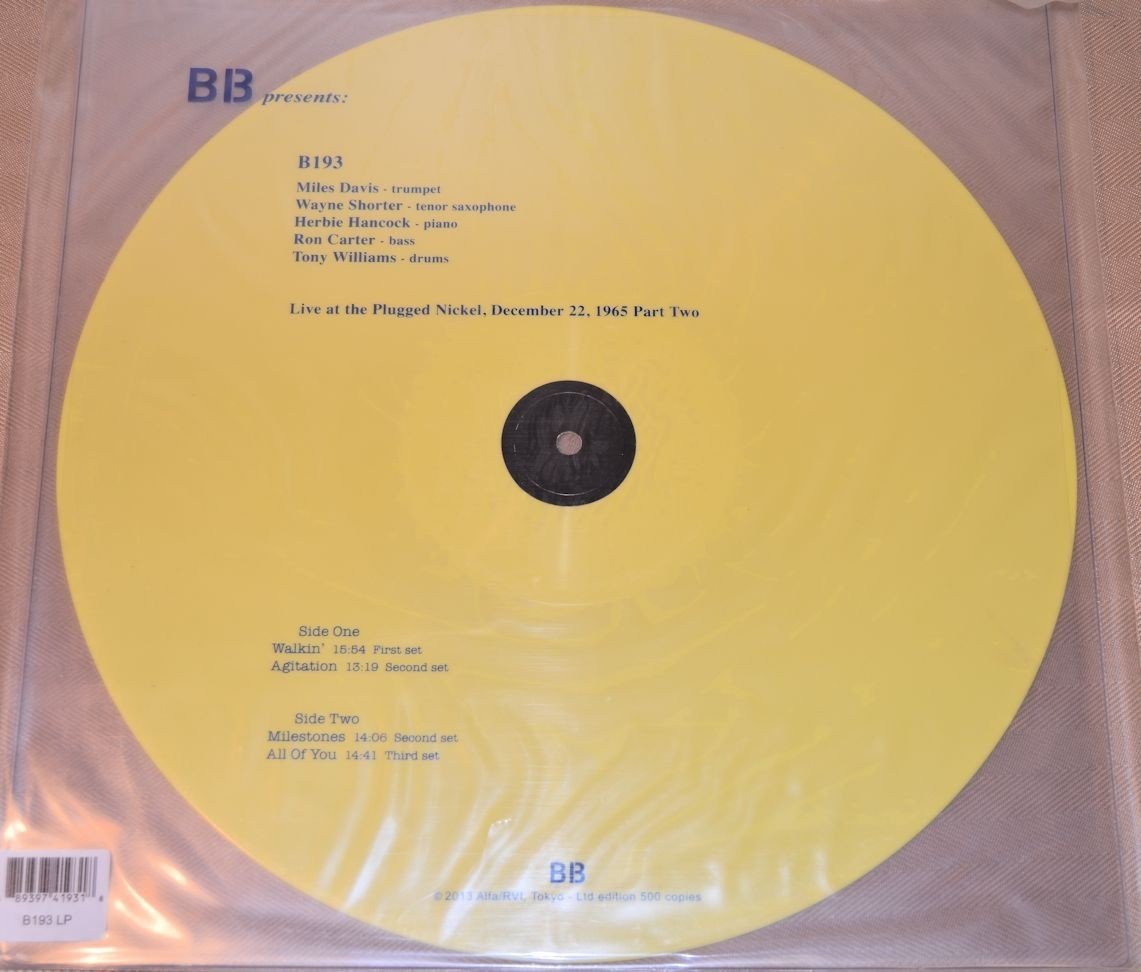 BB presents:
B193
Miles Davis - trumpet
Wayne Shorter - tenor saxophone
Herbie Hancock - piano
Ron Carter - bass
Tony Williams - drums
Live at the Plugged Nickel, December 22, 1965 Part Two
Side One
Walkin' 15:54 First set
Agitation 13:19 Second set
Side Two
Milestones 14:06 Second set
All Of You 14:41 Third set
BB
©2013 Alfa/RVI, Tokyo - Ltd edition 500 copies
89397 41931
B193 LP